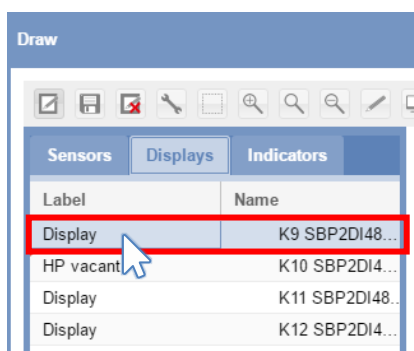 Draw
Sensors Displays Indicators
Label Name
Display K9 SBP2DI48...
HP vacant K10 SBP2DI4...
Display K11 SBP2DI48..
Display K12 SBP2DI4...